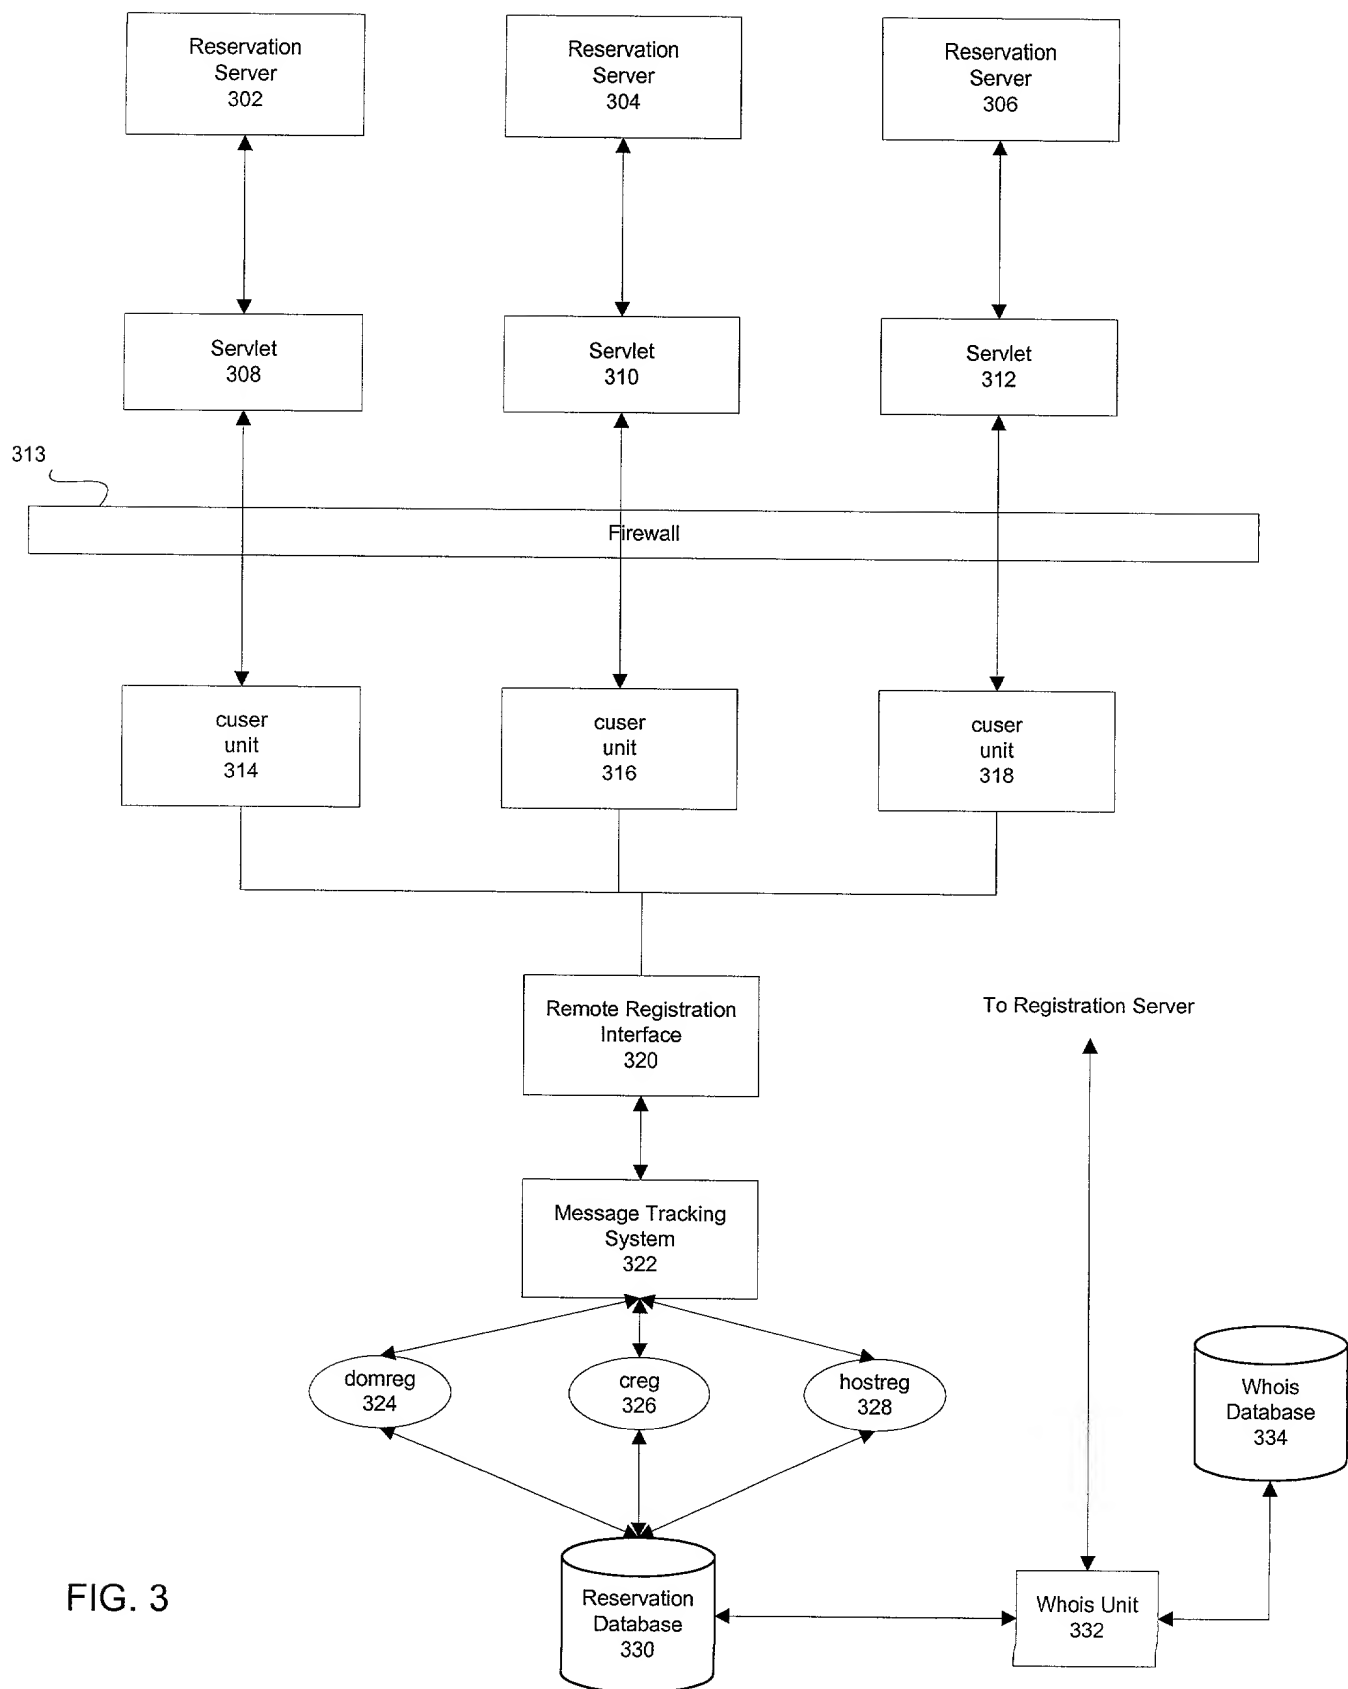 Reservation
Server
302
Reservation
Server
304
Reservation
Server
306
Servlet
308
Servlet
310
Servlet
312
313
Firewall
cuser
unit
314
cuser
unit
316
cuser
unit
318
Remote Registration
Interface
320
To Registration Server
Message Tracking
System
322
domreg
324
creg
326
hostreg
328
Whois
Database
334
Reservation
Database
330
Whois Unit
332
FIG. 3